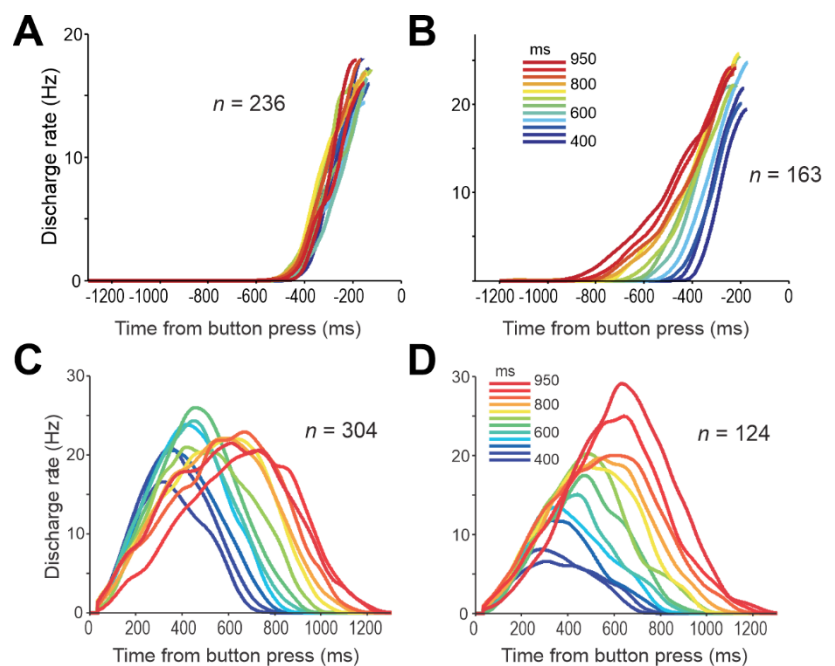 A
B
20
10
0
Discharge rate (Hz)
n = 236
-1200 -1000 -800 -600 -400 -200 0
Time from button press (ms)
20
10
0
ms
950
800
600
400
n = 163
-1200 -1000 -800 -600 -400 -200 0
Time from button press (ms)
C
D
30
20
10
0
Discharge rate (Hz)
n = 304
0 200 400 600 800 1000 1200
Time from button press (ms)
30
25
20
15
10
5
0
ms
950
800
600
400
n = 124
0 200 400 600 800 1000 1200
Time from button press (ms)